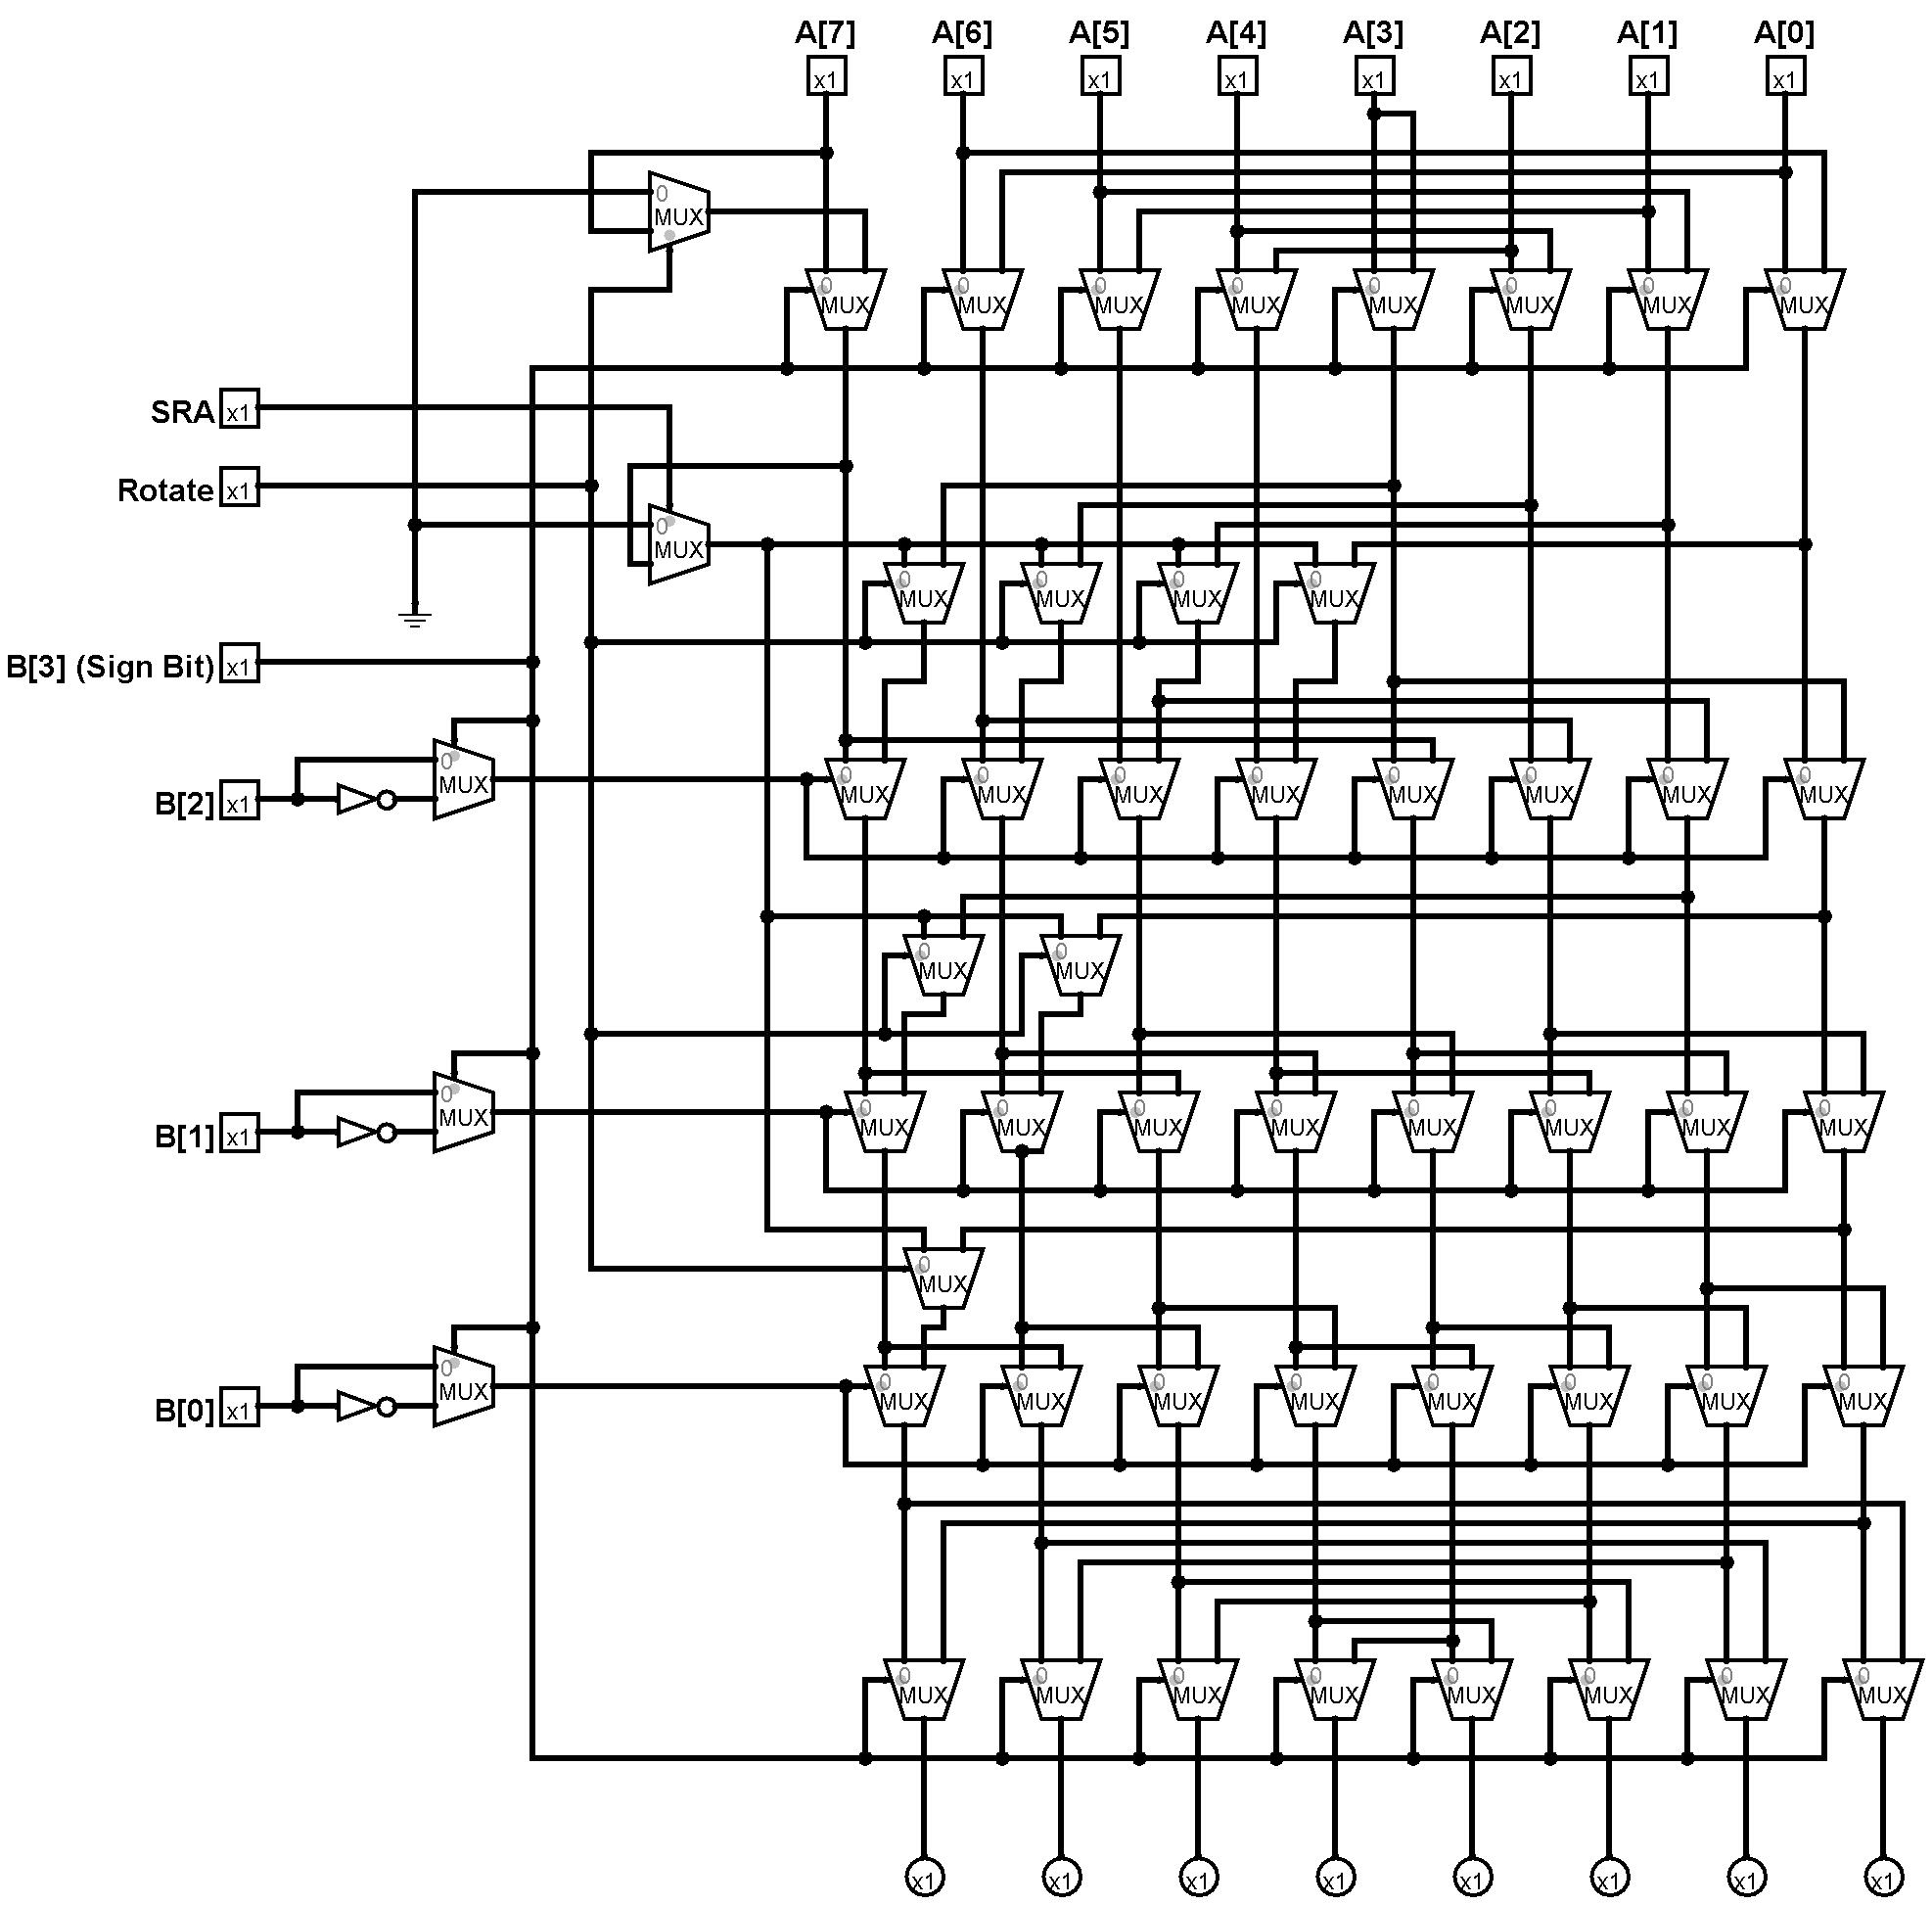 A[7] A[6] A[5] A[4] A[3] A[2] A[1] A[0]
x1 x1 x1 x1 x1 x1 x1 x1
0
MUX
0 0 0 0 0 0 0 0
MUX MUX MUX MUX MUX MUX MUX MUX
SRA x1
Rotate x1
0
MUX
0 0 0 0
MUX MUX MUX MUX
B[3] (Sign Bit) x1
0 0 0 0 0 0 0 0 0
MUX MUX MUX MUX MUX MUX MUX MUX MUX
B[2] x1
0 0
MUX MUX
0 0 0 0 0 0 0 0 0
MUX MUX MUX MUX MUX MUX MUX MUX MUX
B[1] x1
0
MUX
0 0 0 0 0 0 0 0 0
MUX MUX MUX MUX MUX MUX MUX MUX MUX
B[0] x1
0 0 0 0 0 0 0 0
MUX MUX MUX MUX MUX MUX MUX MUX
x1 x1 x1 x1 x1 x1 x1 x1